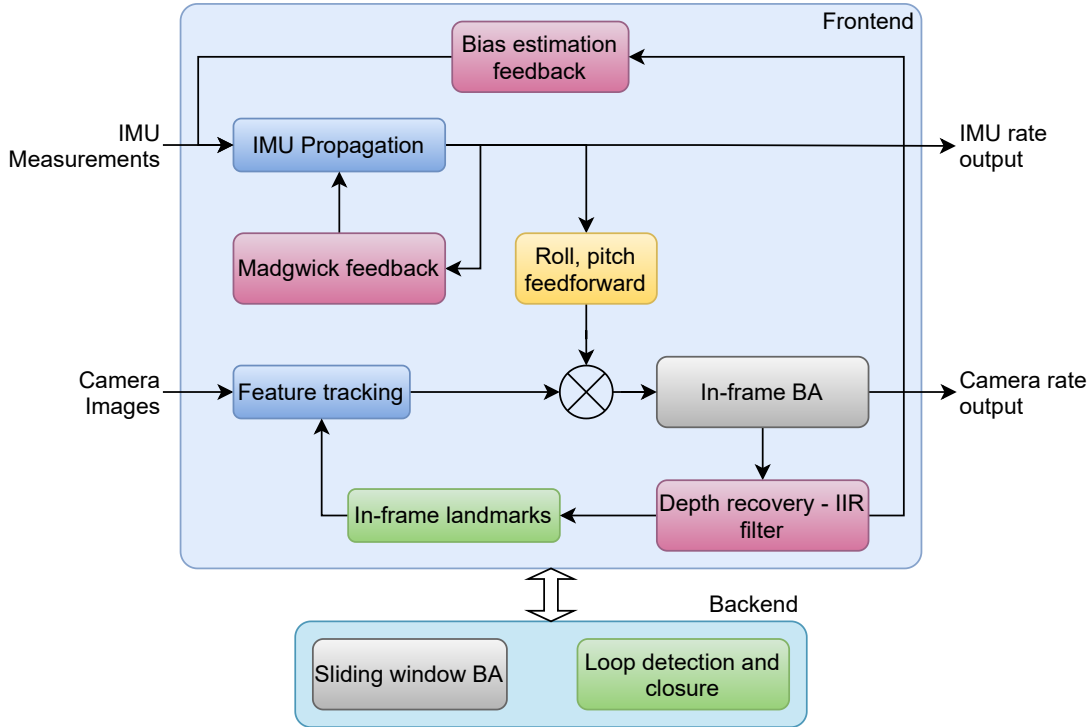 Frontend
Bias estimation
feedback
IMU
Measurements
IMU Propagation
IMU rate
output
Madgwick feedback
Roll, pitch
feedforward
Camera
Images
Feature tracking
In-frame BA
Camera rate
output
In-frame landmarks
Depth recovery - IIR
filter
Backend
Sliding window BA
Loop detection and
closure